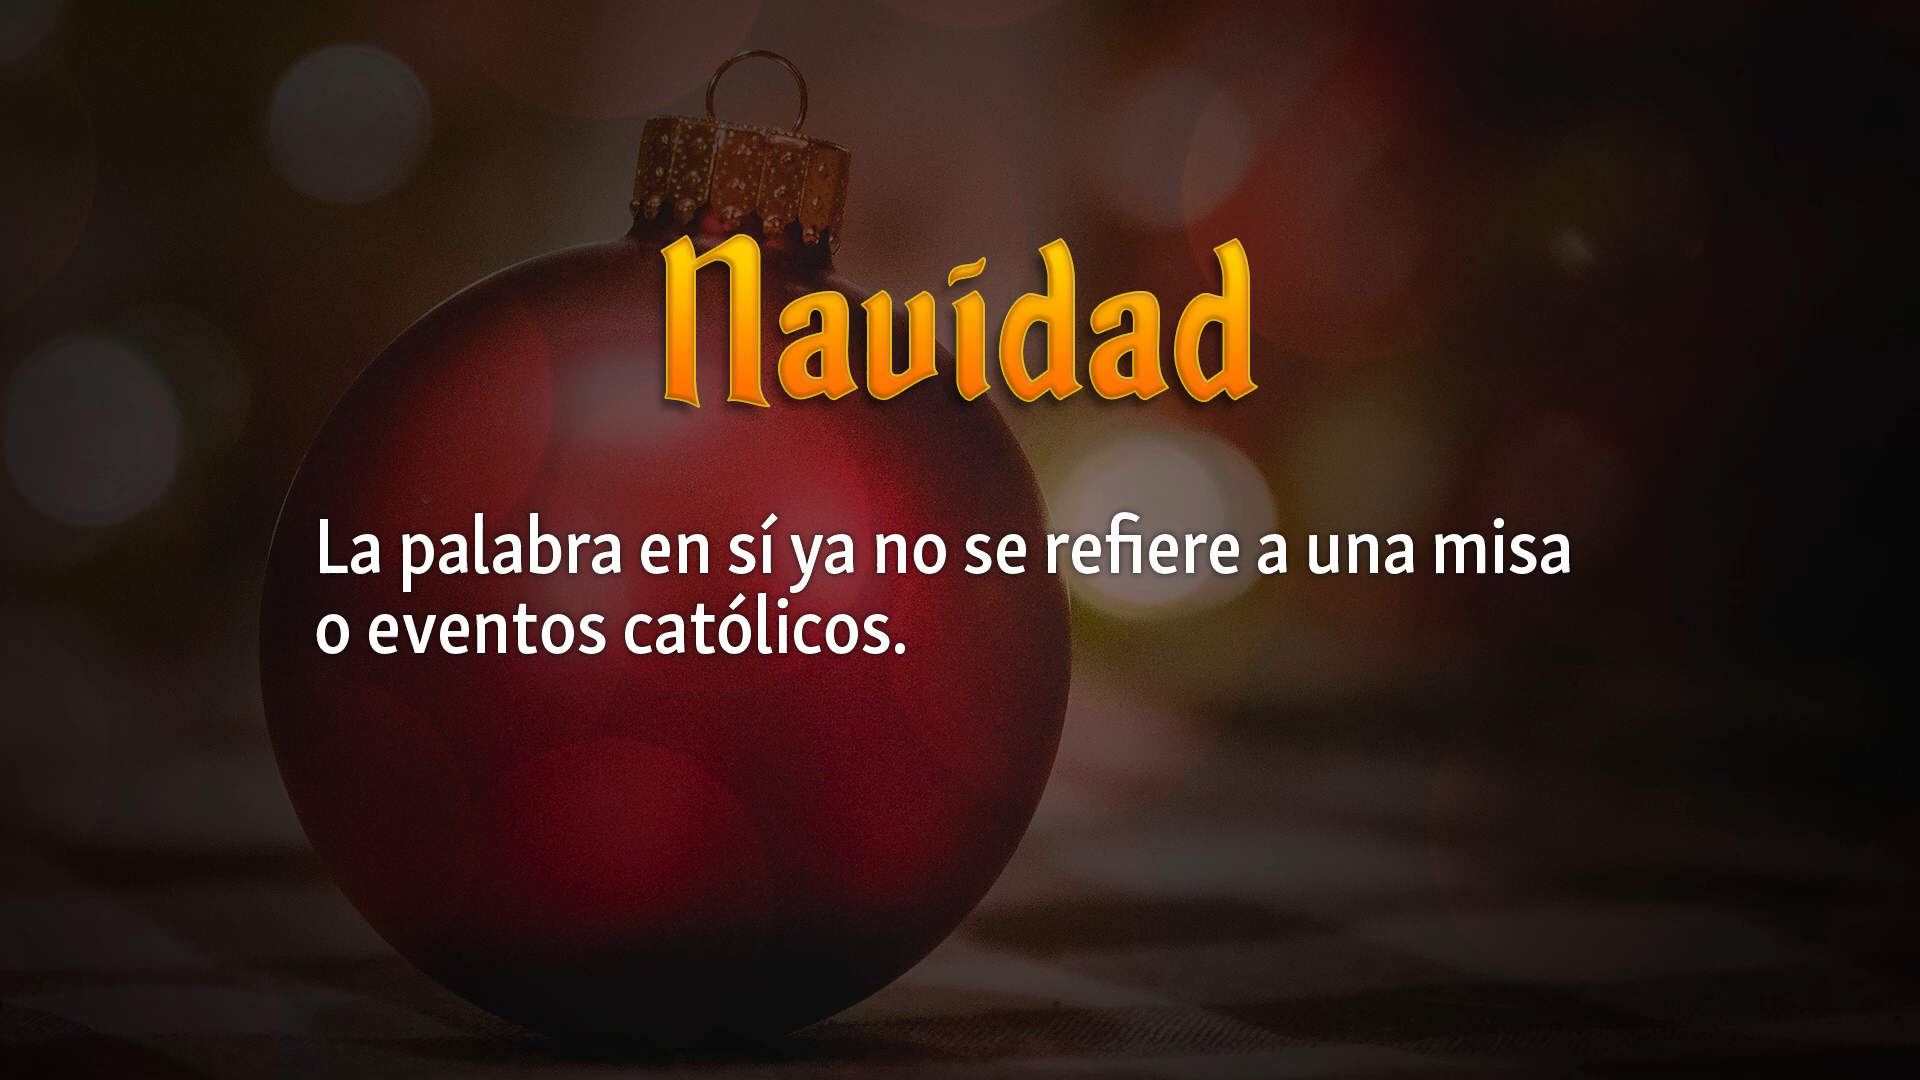 Navidad
La palabra en sí ya no se refiere a una misa
o eventos católicos.